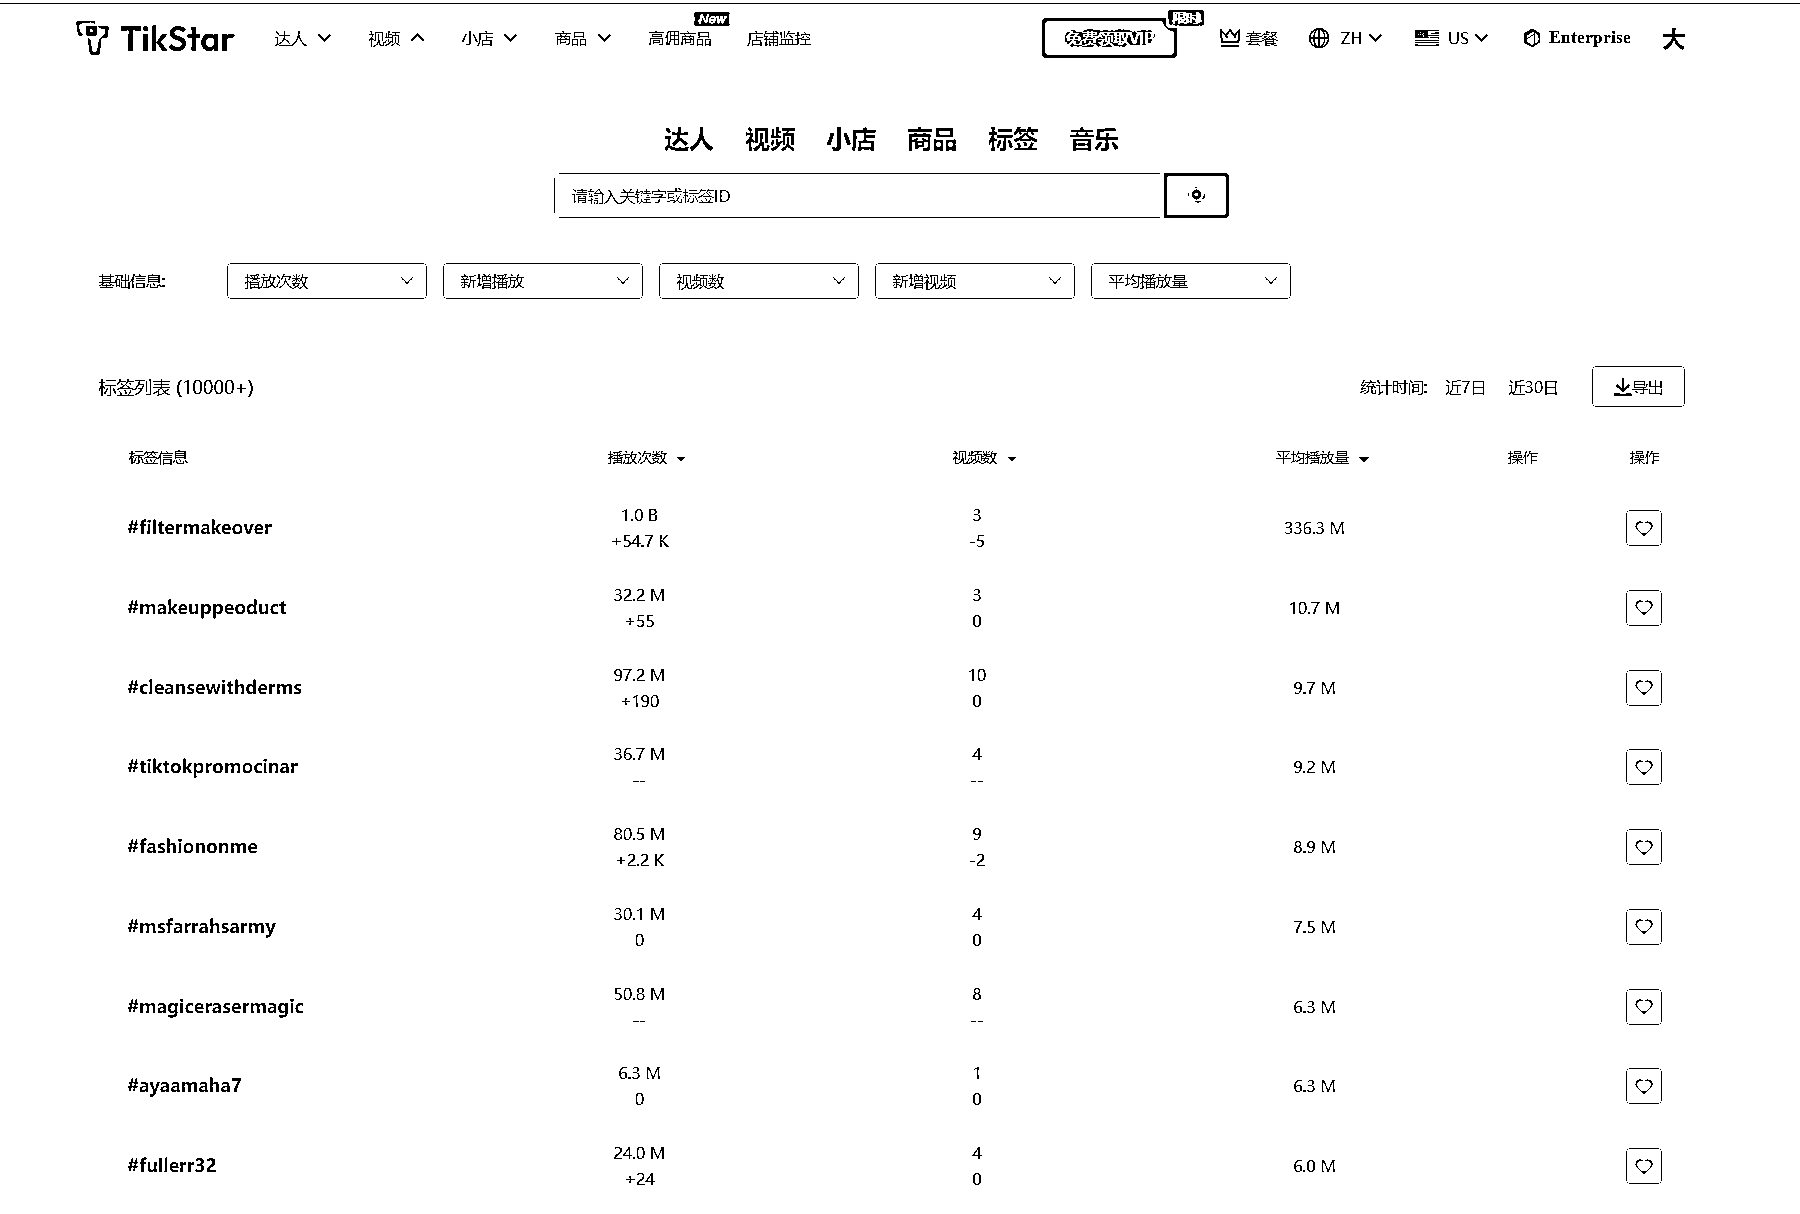 New
限时
TikStar 达人 视频 小店 商品 高佣商品 店铺监控 免费领取VIP 套餐 ZH US Enterprise 大
达人 视频 小店 商品 标签 音乐
请输入关键字或标签ID
基础信息: 播放次数 新增播放 视频数 新增视频 平均播放量
标签列表 (10000+) 统计时间: 近7日 近30日 导出
标签信息 播放次数 视频数 平均播放量 操作 操作
#filtermakeover 1.0 B 3 336.3 M
+54.7 K -5
#makeuppeoduct 32.2 M 3 10.7 M
+55 0
#cleansewithderms 97.2 M 10 9.7 M
+190 0
#tiktokpromocinar 36.7 M 4 9.2 M
-- --
#fashiononme 80.5 M 9 8.9 M
+2.2 K -2
#msfarrahsarmy 30.1 M 4 7.5 M
0 0
#magicerasermagic 50.8 M 8 6.3 M
-- --
#ayaamaha7 6.3 M 1 6.3 M
0 0
#fullerr32 24.0 M 4 6.0 M
+24 0